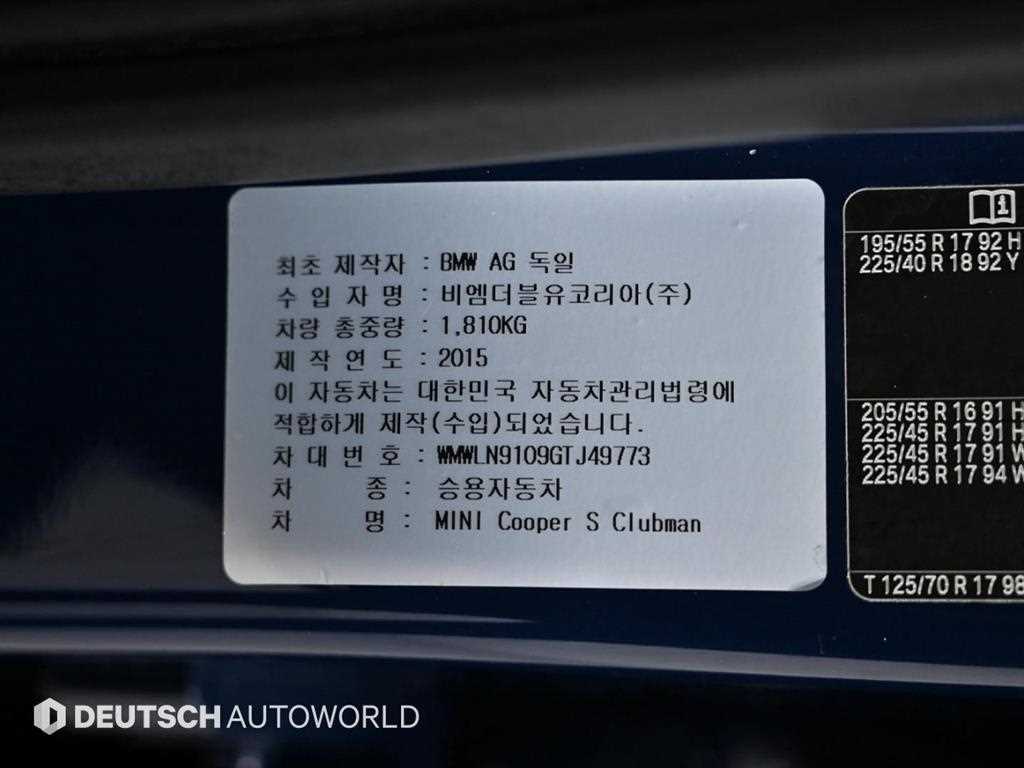 최초 제작자 : BMW AG 독일
수 입 자 명 : 비엠더블유코리아(주)
차량 총중량 : 1,810KG
제 작 연 도 : 2015
이 자동차는 대한민국 자동차관리법령에
적합하게 제작(수입)되었습니다.
차 대 번 호 : WMWLN9109GTJ49773
차 종 : 승용자동차
차 명 : MINI Cooper S Clubman
195/55 R 17 92 H
225/40 R 18 92 Y
205/55 R 16 91 H
225/45 R 17 91 H
225/45 R 17 91 W
225/45 R 17 94 W
T 125/70 R 17 98
DEUTSCH AUTOWORLD